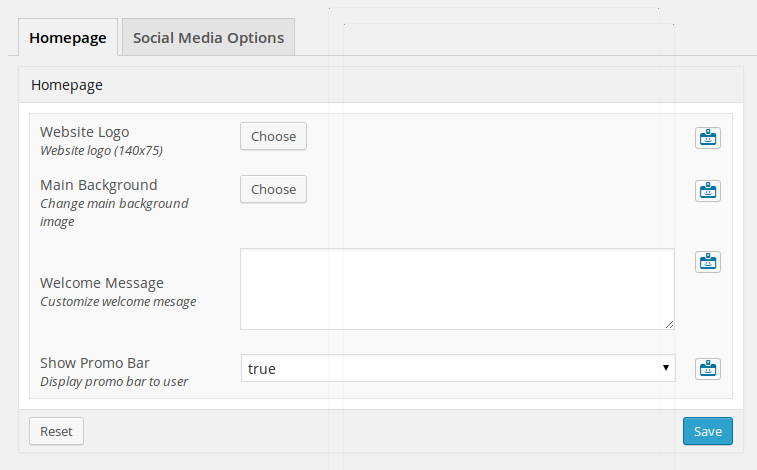 Homepage
Social Media Options
Homepage
Website Logo
Website logo (140x75)
Choose
Main Background
Change main background
image
Choose
Welcome Message
Customize welcome mesage
Show Promo Bar
Display promo bar to user
true
Reset
Save